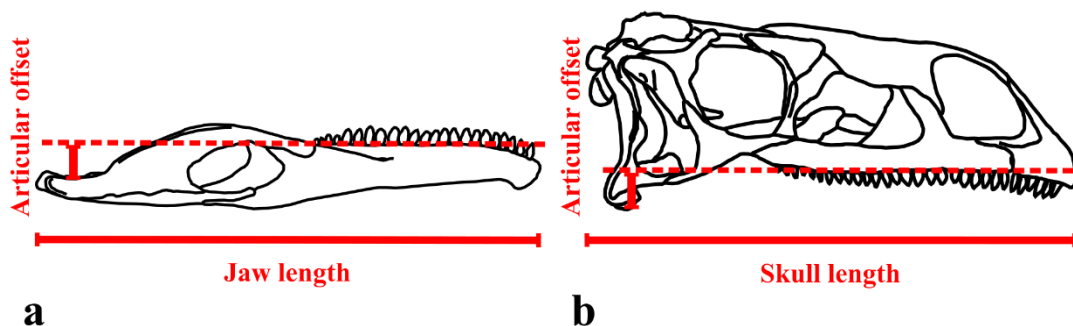 Articular offset
Jaw length
a
Articular offset
Skull length
b